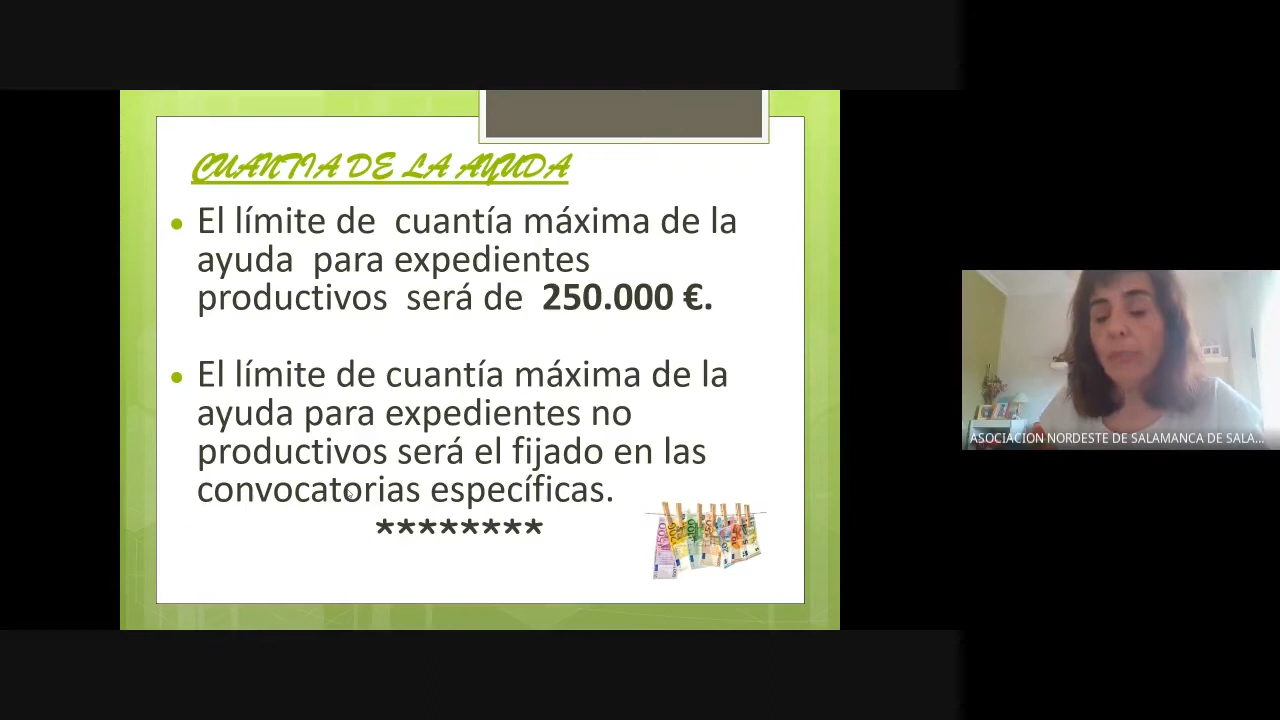 CUANTIA DE LA AYUDA
• El límite de cuantía máxima de la
ayuda para expedientes
productivos será de 250.000 €.
• El límite de cuantía máxima de la
ayuda para expedientes no
productivos será el fijado en las
convocatorias específicas.
********
ASOCIACION NORDESTE DE SALAMANCA DE SALA...